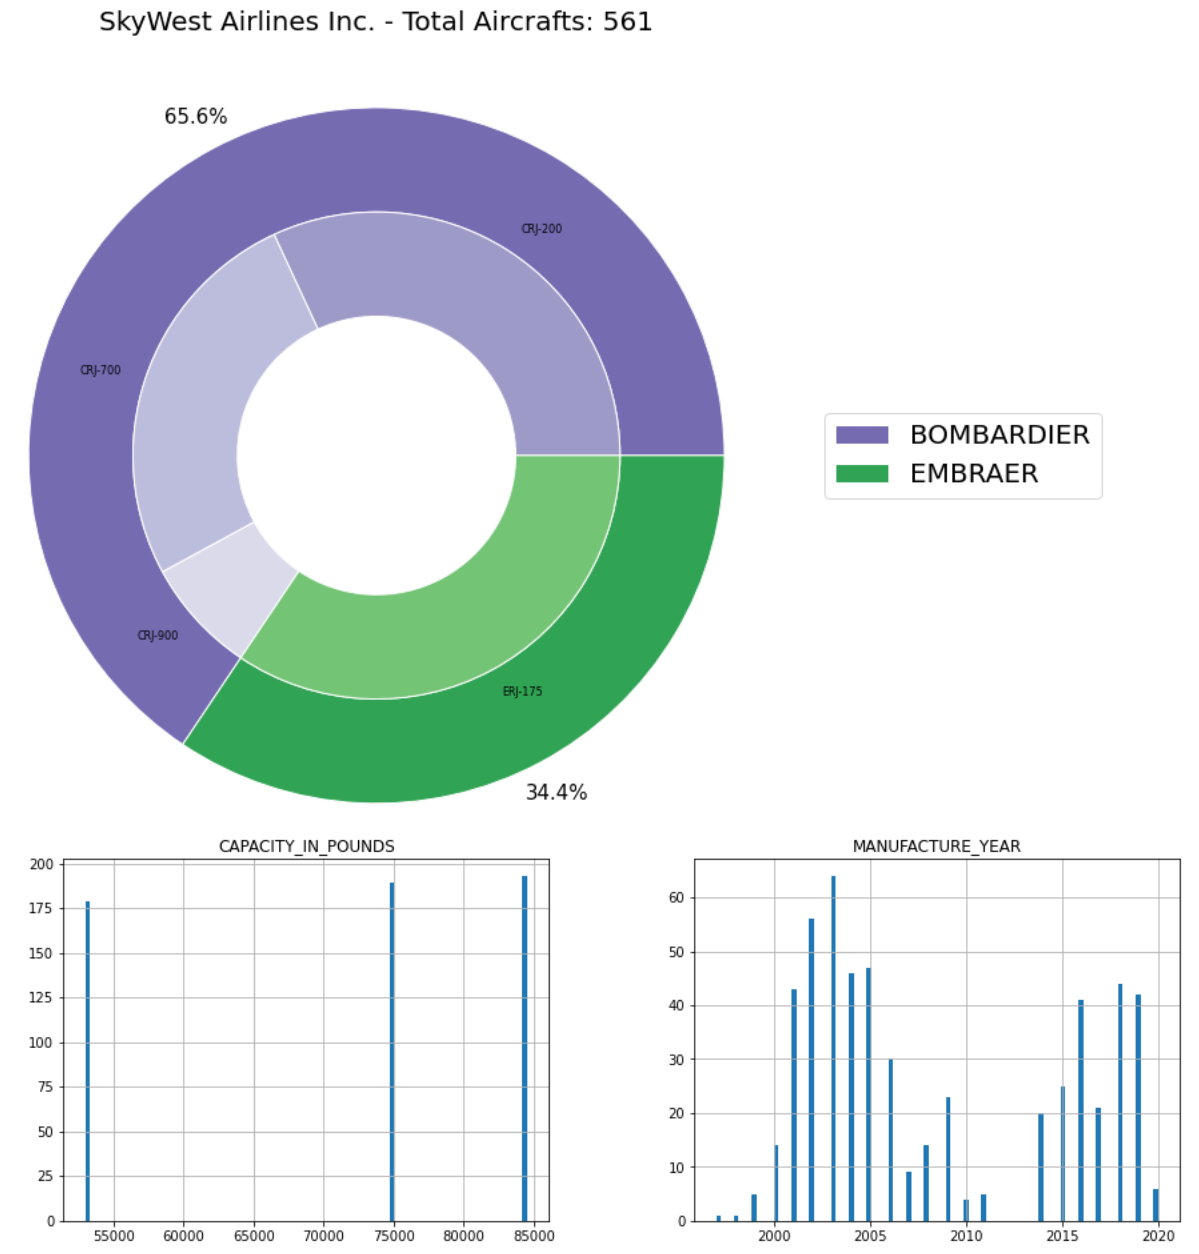 SkyWest Airlines Inc. - Total Aircrafts: 561
65.6%
CRJ-200
CRJ-700
BOMBARDIER
EMBRAER
CRJ-900
ERJ-175
34.4%
CAPACITY_IN_POUNDS
200
175
150
125
100
75
50
25
0
55000 60000 65000 70000 75000 80000 85000
MANUFACTURE_YEAR
60
50
40
30
20
10
0
2000 2005 2010 2015 2020